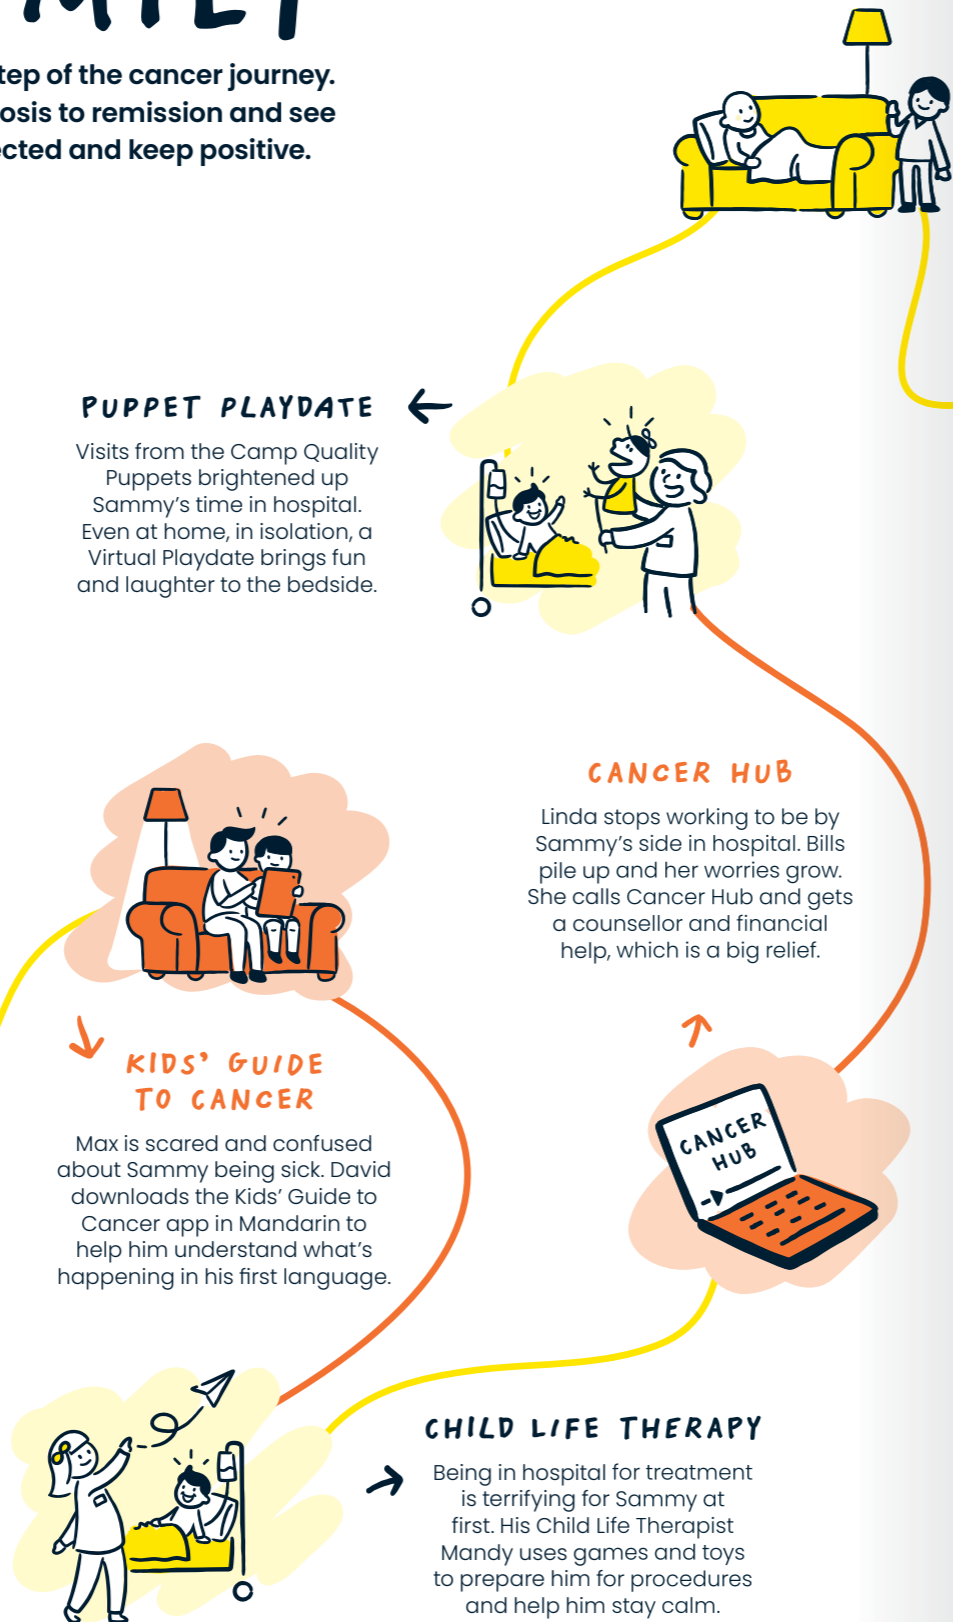 of the cancer journey.
to remission and see
and keep positive.
PUPPET PLAYDATE
Visits from the Camp Quality
Puppets brightened up
Sammy's time in hospital.
Even at home, in isolation, a
Virtual Playdate brings fun
and laughter to the bedside.
CANCER HUB
Linda stops working to be by
Sammy's side in hospital. Bills
pile up and her worries grow.
She calls Cancer Hub and gets
a counsellor and financial
help, which is a big relief.
KIDS' GUIDE
TO CANCER
Max is scared and confused
about Sammy being sick. David
downloads the Kids' Guide to
Cancer app in Mandarin to
help him understand what's
happening in his first language.
CANCER
HUB
CHILD LIFE THERAPY
Being in hospital for treatment
is terrifying for Sammy at
first. His Child Life Therapist
Mandy uses games and toys
to prepare him for procedures
and help him stay calm.